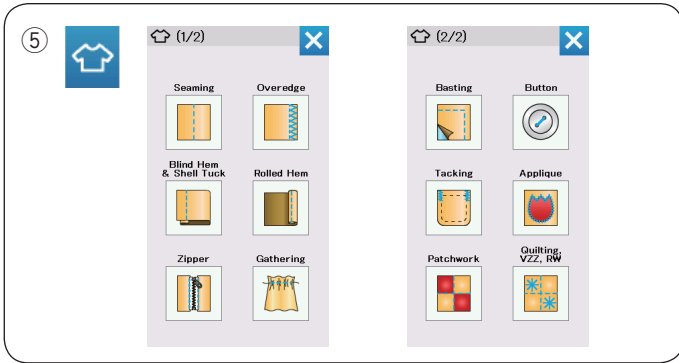 ⑤
(1/2)
Seaming
Overedge
Blind Hem
& Shell Tuck
Rolled Hem
Zipper
Gathering
(2/2)
Basting
Button
Tacking
Applique
Patchwork
Quilting,
VZZ, RW